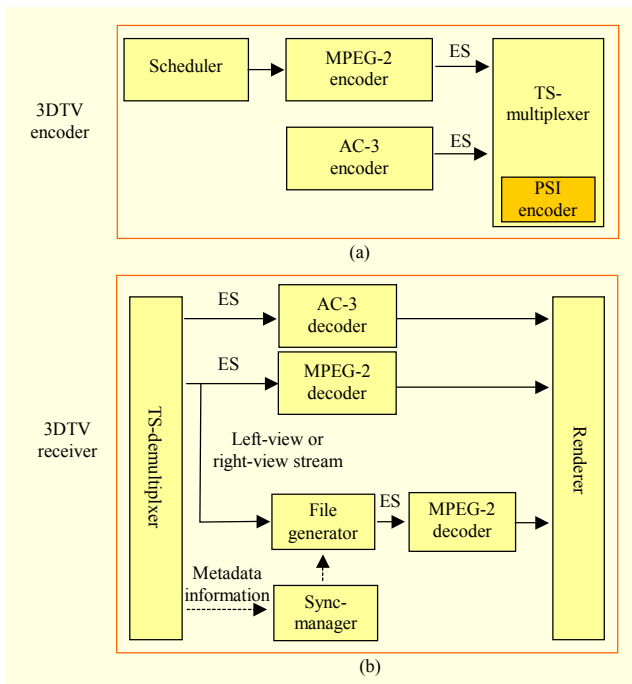 3DTV
encoder
Scheduler
MPEG-2
encoder
ES
TS-
multiplexer
AC-3
encoder
ES
PSI
encoder
(a)
3DTV
receiver
TS-demultiplxer
ES
AC-3
decoder
ES
MPEG-2
decoder
Left-view or
right-view stream
File
generator
ES
MPEG-2
decoder
Metadata
information
Sync-
manager
Renderer
(b)